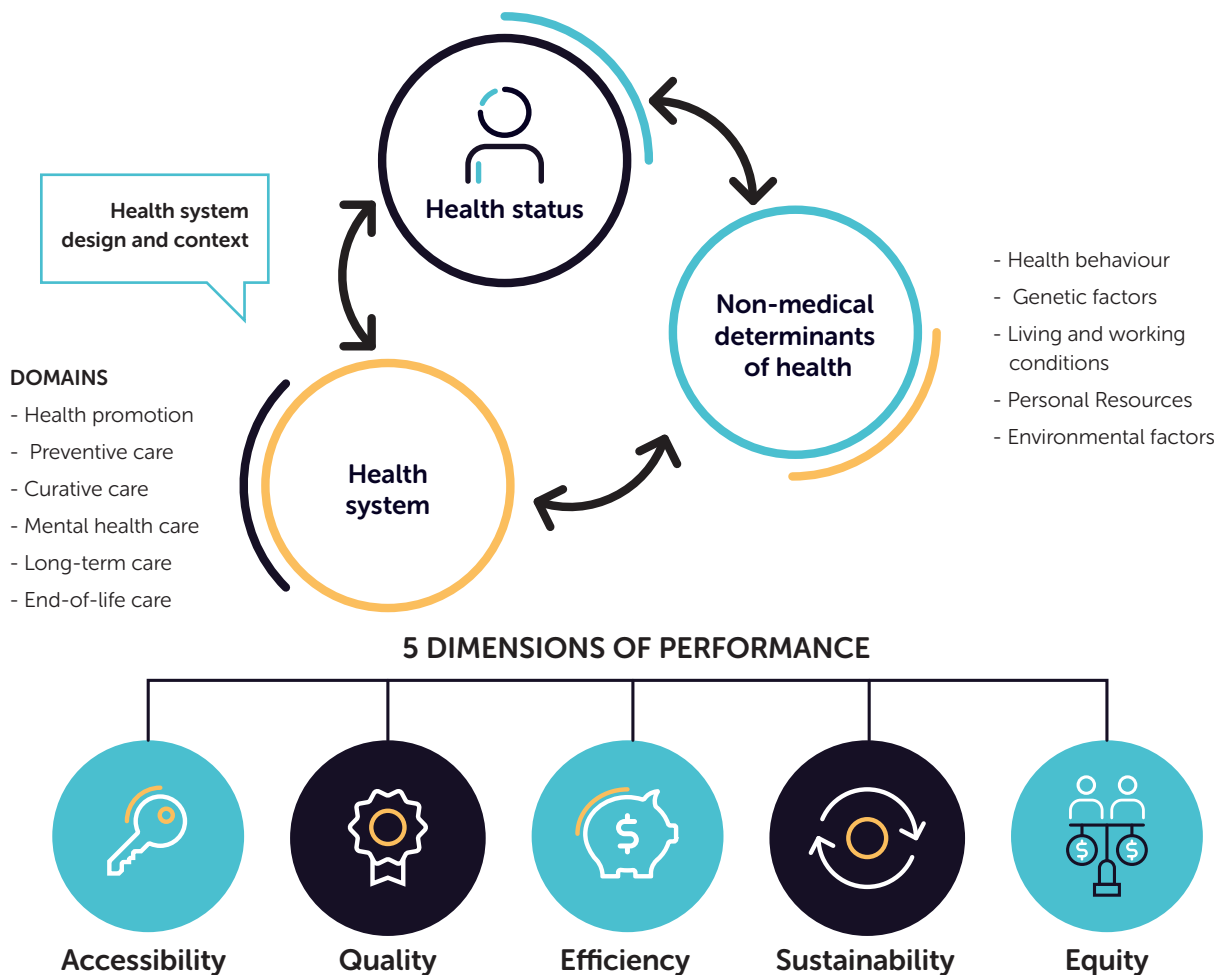 Health status
Health system
design and context
Non-medical
determinants
of health
- Health behaviour
- Genetic factors
- Living and working
conditions
- Personal Resources
- Environmental factors
DOMAINS
- Health promotion
- Preventive care
- Curative care
- Mental health care
- Long-term care
- End-of-life care
Health
system
5 DIMENSIONS OF PERFORMANCE
$
$ $
Accessibility
Quality
Efficiency
Sustainability
Equity